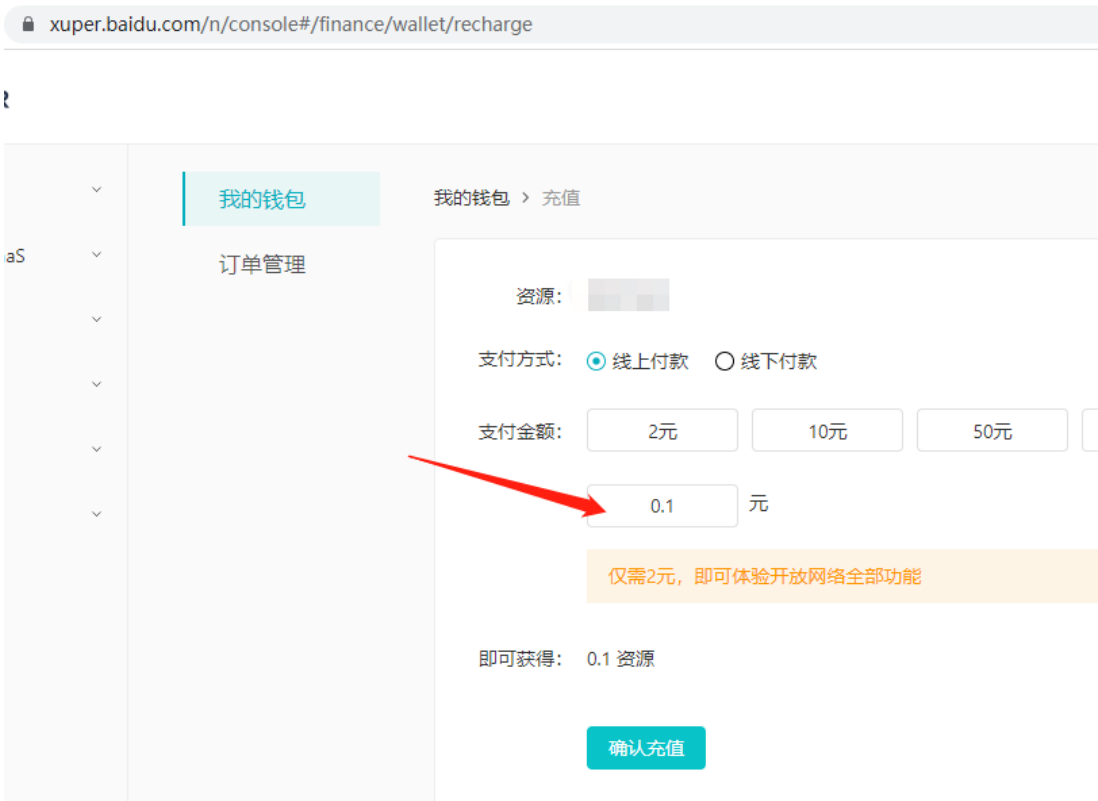 xuper.baidu.com/n/console#/finance/wallet/recharge
R
我的钱包
我的钱包 > 充值
aS
订单管理
资源:
支付方式: 线上付款 线下付款
支付金额: 2元 10元 50元
0.1 元
仅需2元，即可体验开放网络全部功能
即可获得: 0.1 资源
确认充值